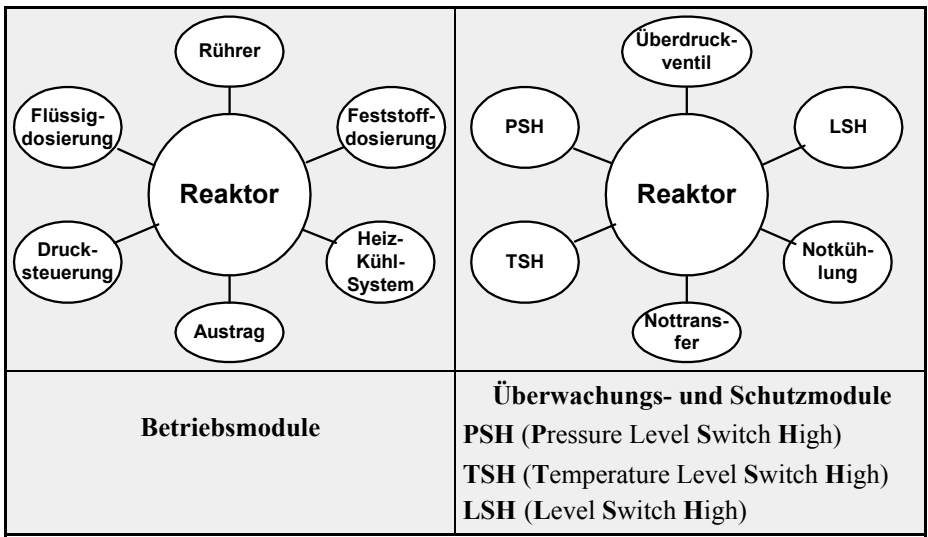 Rührer
Flüssig-
dosierung
Feststoff-
dosierung
Reaktor
Druck-
steuerung
Heiz-
Kühl-
System
Austrag
Überdruck-
ventil
PSH
LSH
Reaktor
TSH
Notküh-
lung
Nottrans-
fer
Betriebsmodule
Überwachungs- und Schutzmodule
PSH (Pressure Level Switch High)
TSH (Temperature Level Switch High)
LSH (Level Switch High)